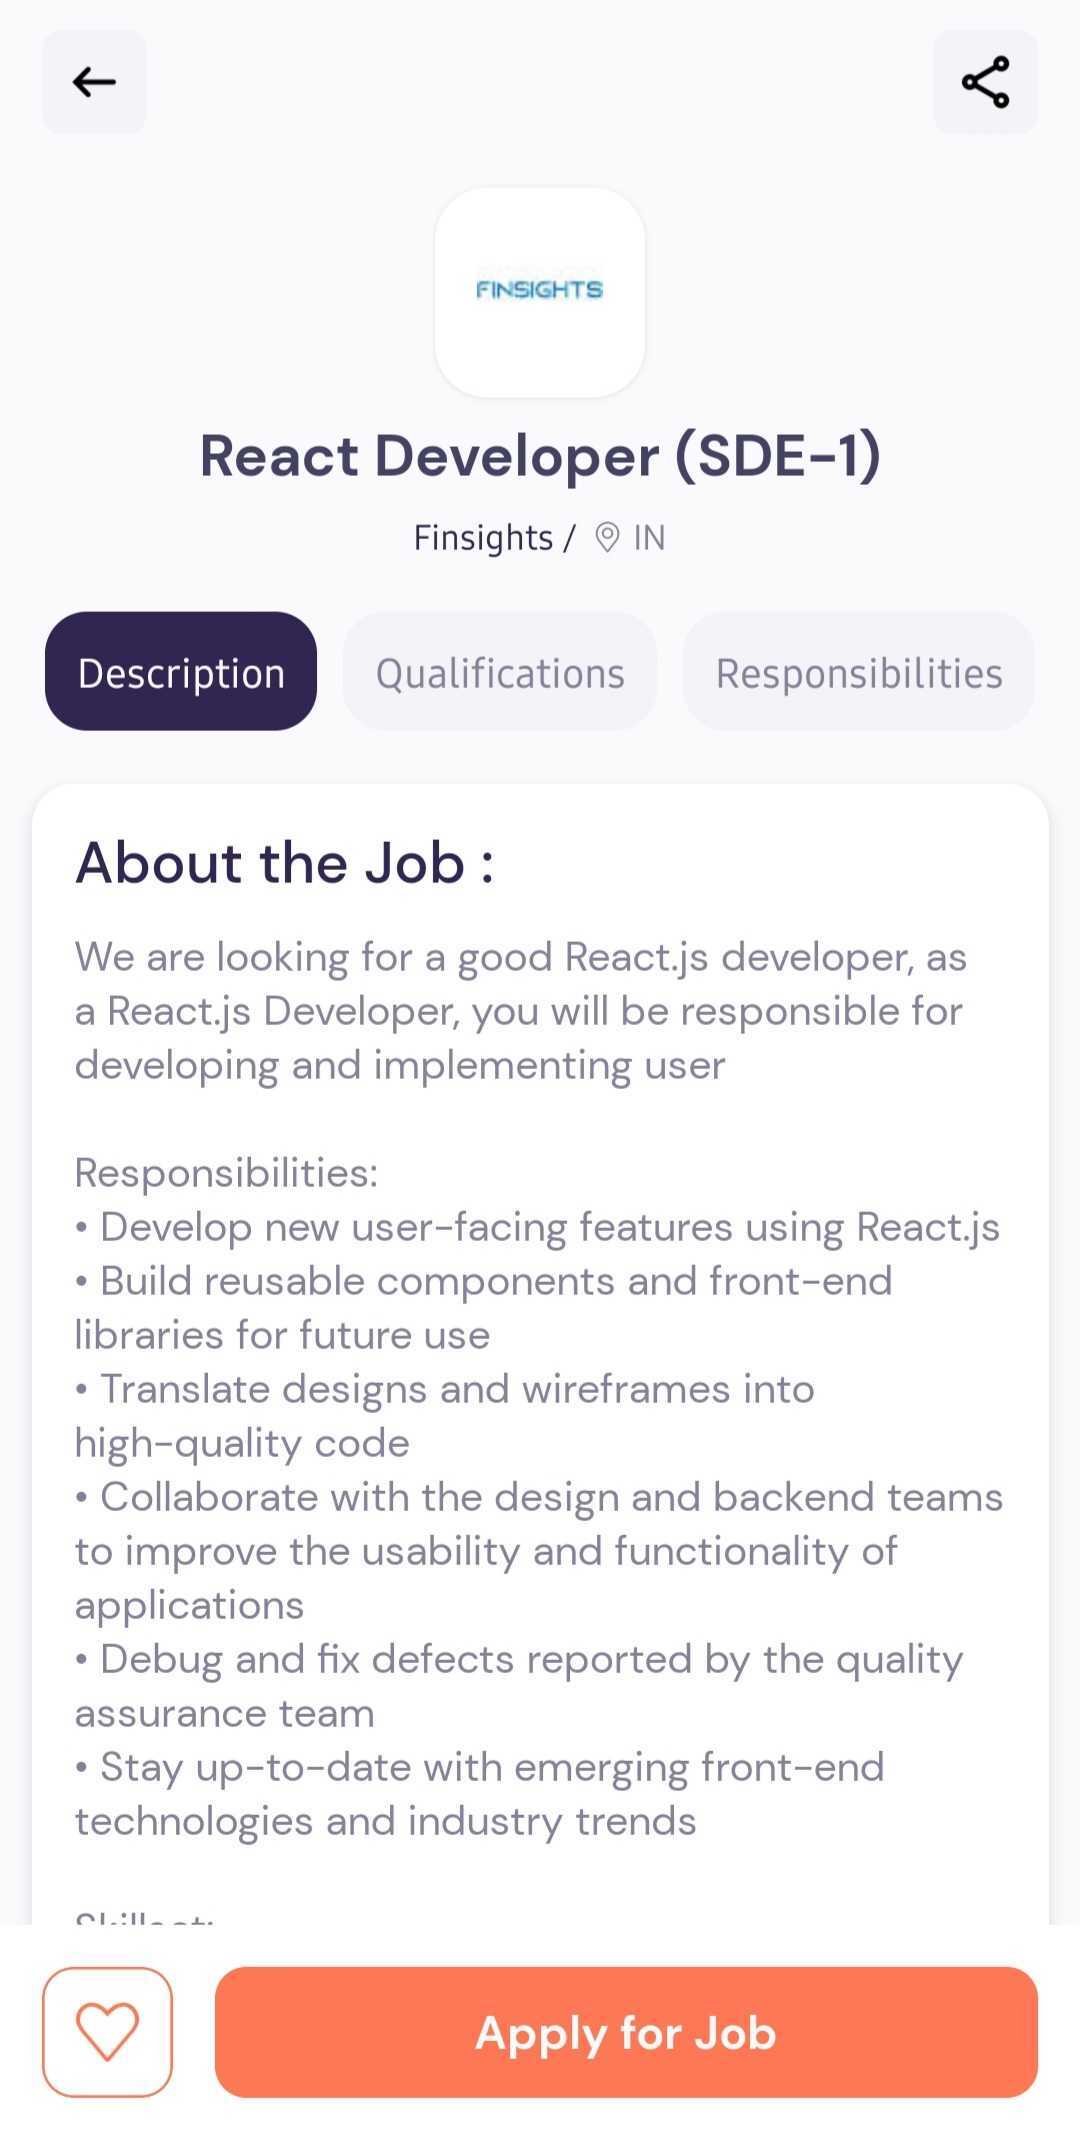 FINSIGHTS
React Developer (SDE-1)
Finsights / IN
Description Qualifications Responsibilities
About the Job :
We are looking for a good React.js developer, as
a React.js Developer, you will be responsible for
developing and implementing user
Responsibilities:
• Develop new user-facing features using React.js
• Build reusable components and front-end
libraries for future use
• Translate designs and wireframes into
high-quality code
• Collaborate with the design and backend teams
to improve the usability and functionality of
applications
• Debug and fix defects reported by the quality
assurance team
• Stay up-to-date with emerging front-end
technologies and industry trends
Skillset:
Apply for Job